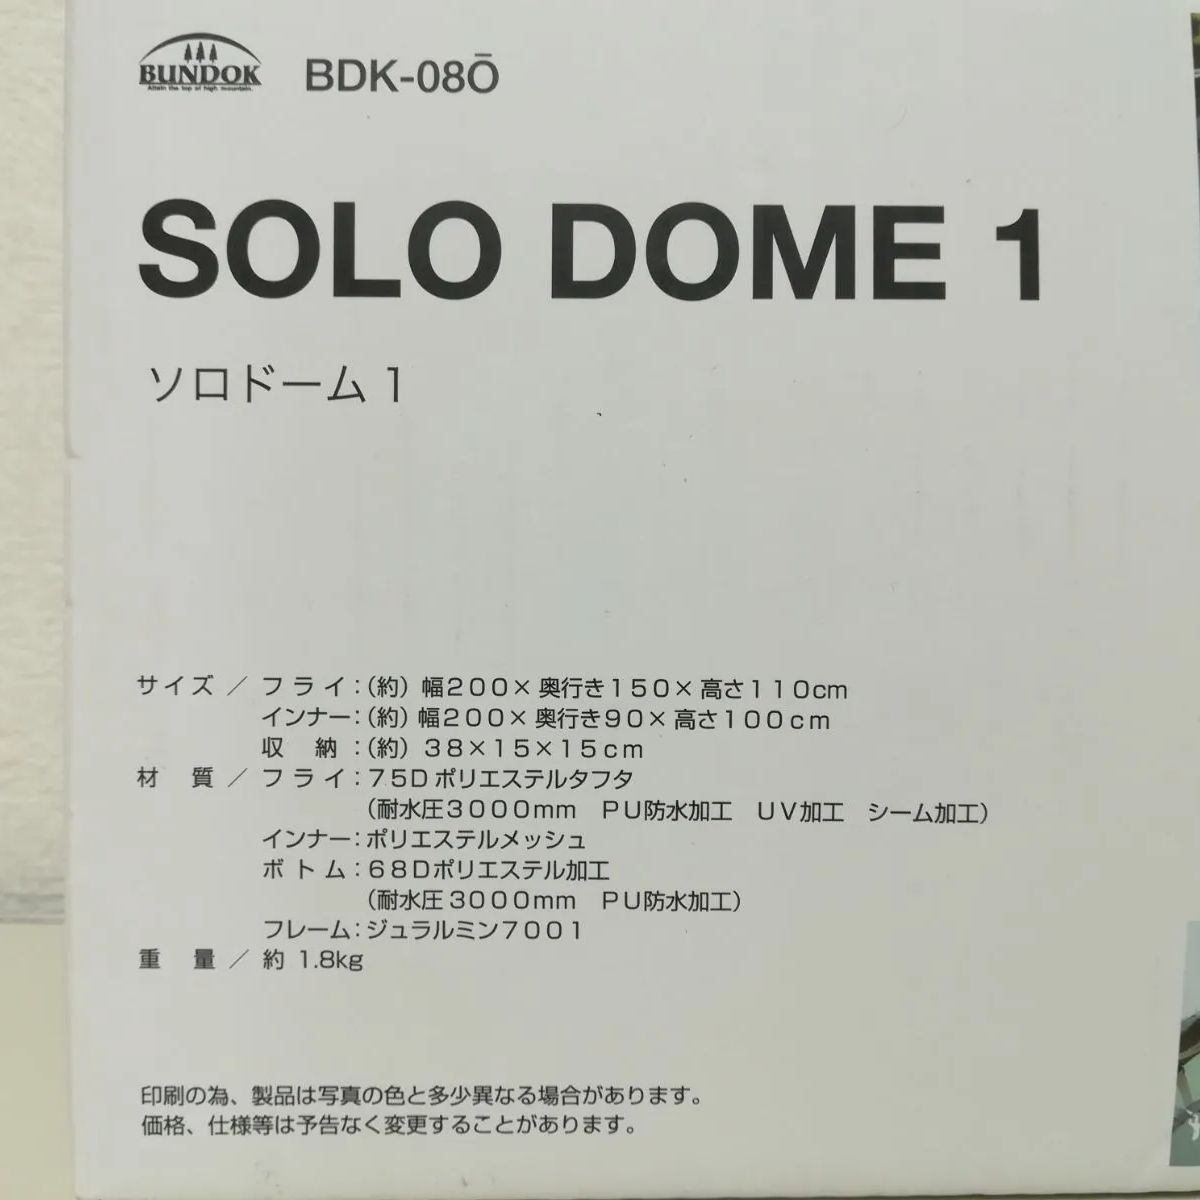 BUNDOK
Attain the top of high mountain.
BDK-08Ō
SOLO DOME 1
ソロドーム 1
サイズ ／ フ ラ イ：（約）幅２００× 奥行き１５０× 高さ１１０cm
インナー：（約）幅２００× 奥行き９０× 高さ１００ｃｍ
収　納：（約）３８×１５×１５ｃｍ
材　質 ／ フ ラ イ：７５Ｄ ポリエステルタフタ
（耐水圧３０００mm　ＰＵ防水加工　ＵＶ加工　シーム加工）
インナー：ポリエステルメッシュ
ボ ト ム：６８Ｄポリエステル加工
（耐水圧 ３０００mm　ＰＵ防水加工）
フレーム：ジュラルミン７００１
重　量 ／ 約 1.8kg
印刷の為、製品は写真の色と多少異なる場合があります。
価格、仕様等は予告なく変更することがあります。